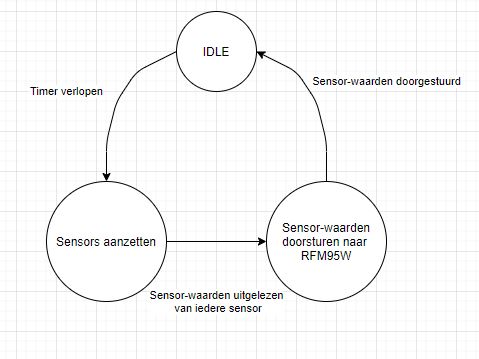 IDLE
Timer verlopen
Sensor-waarden doorgestuurd
Sensors aanzetten
Sensor-waarden
doorsturen naar
RFM95W
Sensor-waarden uitgelezen
van iedere sensor